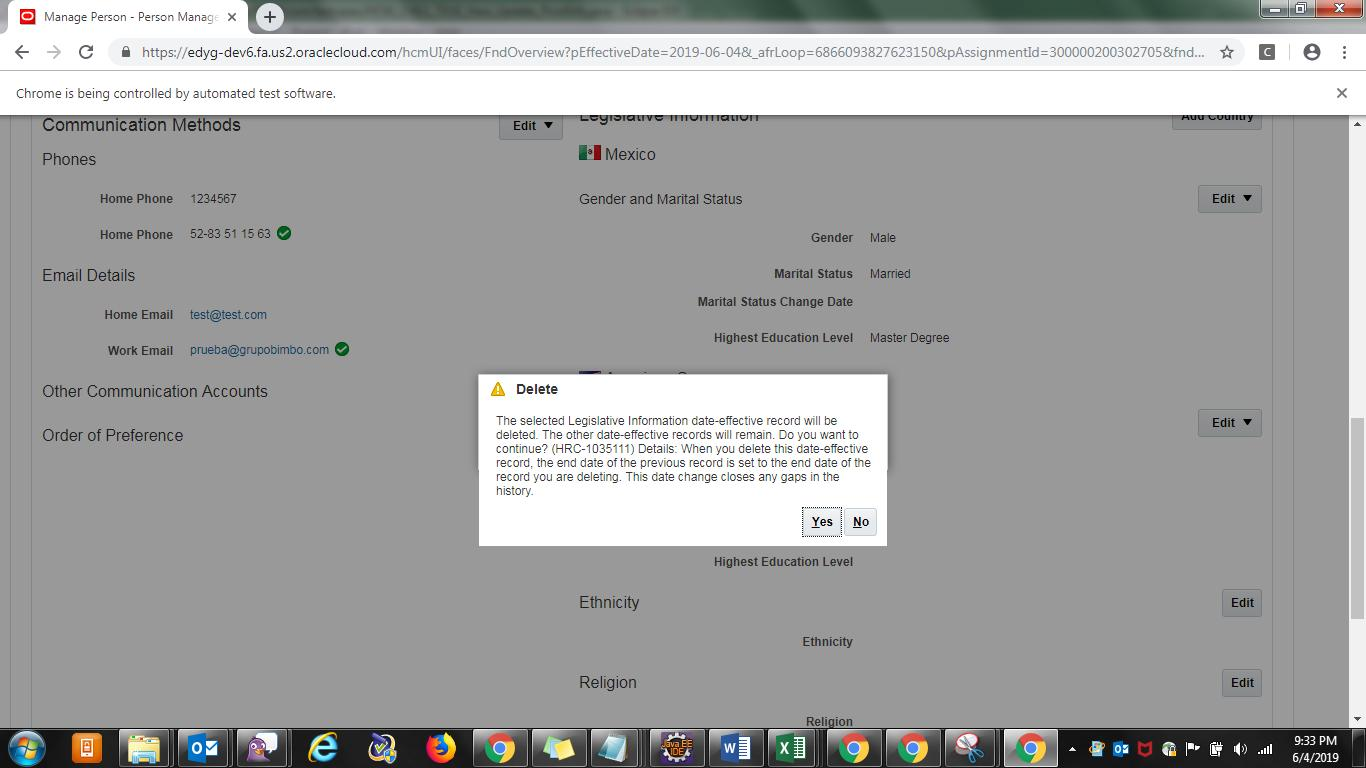 Manage Person - Person Manage
https://edyg-dev6.fa.us2.oraclecloud.com/hcmUI/faces/FndOverview?pEffectiveDate=2019-06-04&_afrLoop=6866093827623150&pAssignmentId=300000200302705&fnd...
C
Chrome is being controlled by automated test software.
Communication Methods
Edit
Phones
Home Phone 1234567
Home Phone 52-83 51 15 63
Email Details
Home Email test@test.com
Work Email prueba@grupobimbo.com
Other Communication Accounts
Order of Preference
Legislative Information
Add Country
Mexico
Gender and Marital Status
Edit
Gender Male
Marital Status Married
Marital Status Change Date
Highest Education Level Master Degree
Edit
Delete
The selected Legislative Information date-effective record will be
deleted. The other date-effective records will remain. Do you want to
continue? (HRC-1035111) Details: When you delete this date-effective
record, the end date of the previous record is set to the end date of the
record you are deleting. This date change closes any gaps in the
history.
Yes No
Highest Education Level
Ethnicity
Edit
Ethnicity
Religion
Edit
Religion
Java EE
IDE
9:33 PM
6/4/2019